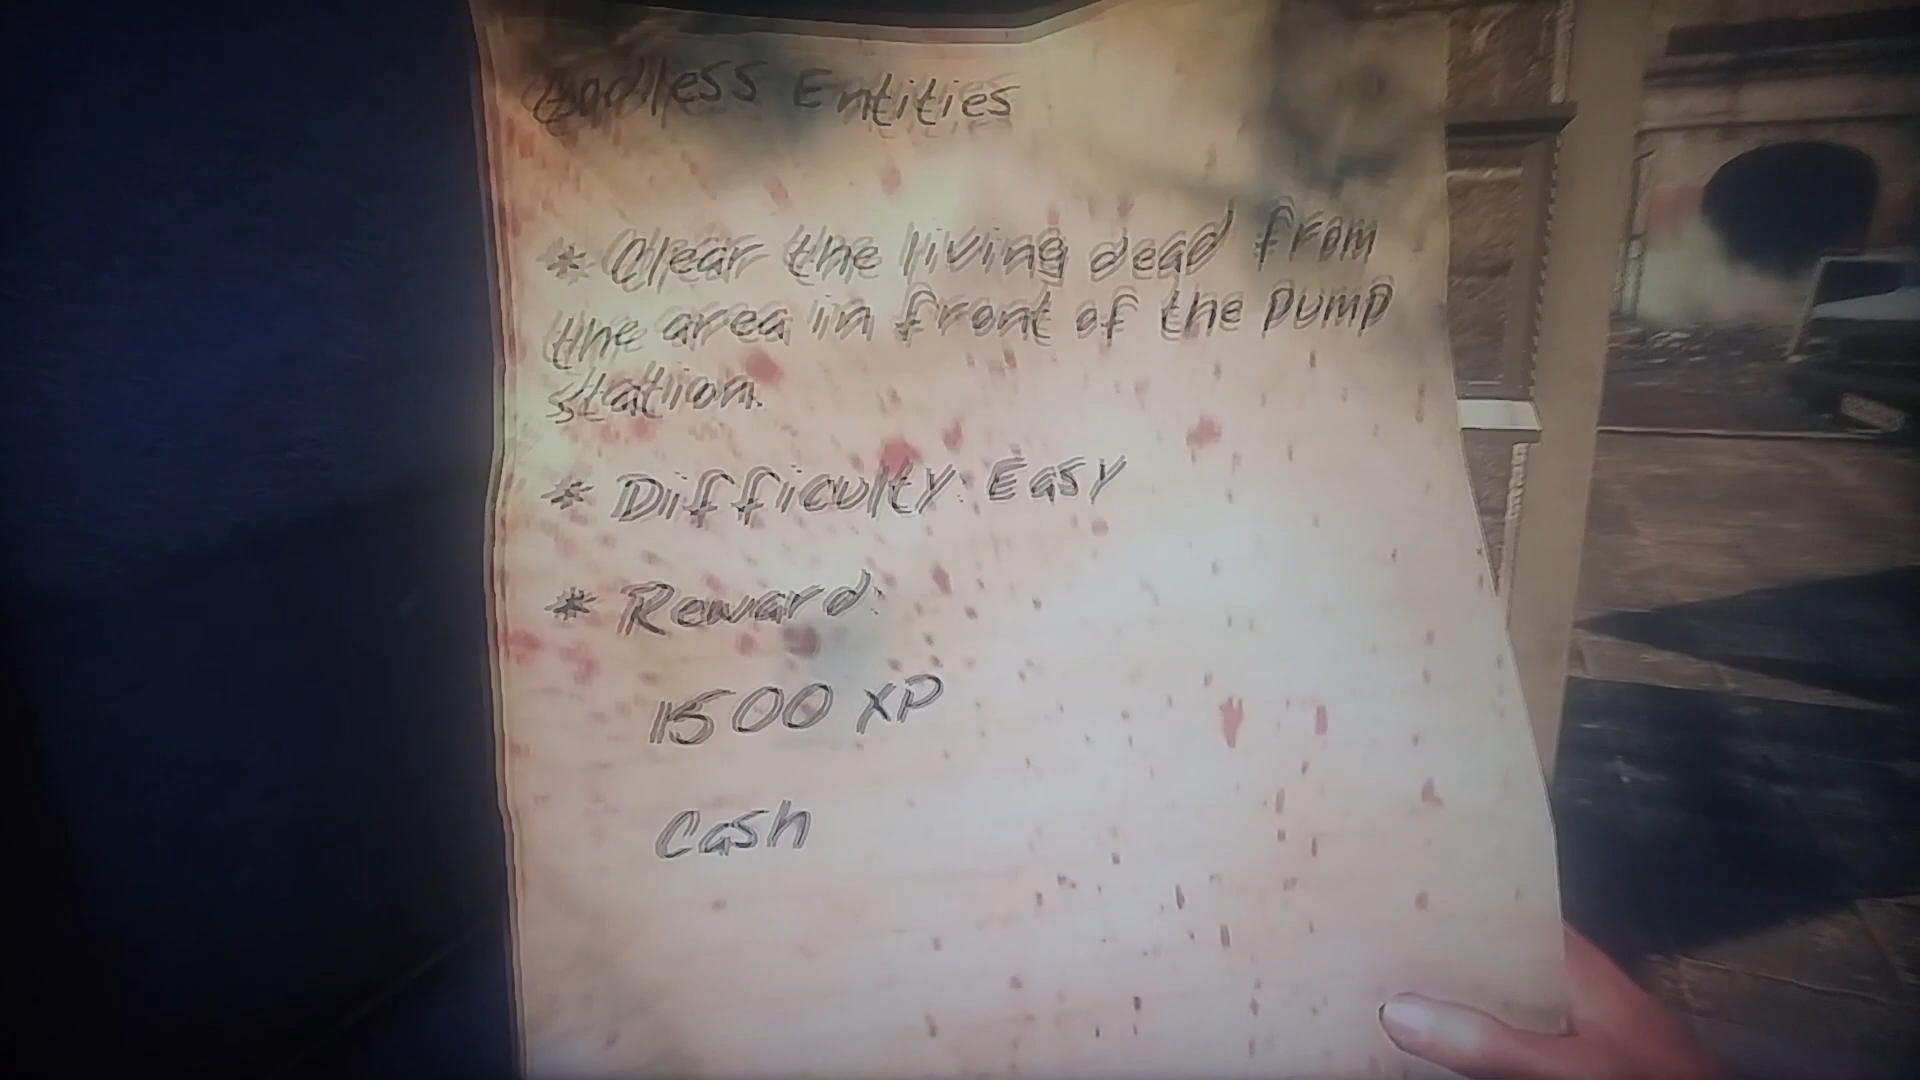 Godless Entities
* Clear the living dead from
the area in front of the pump
station.
* Difficulty: Easy
* Reward:
1500 XP
Cash